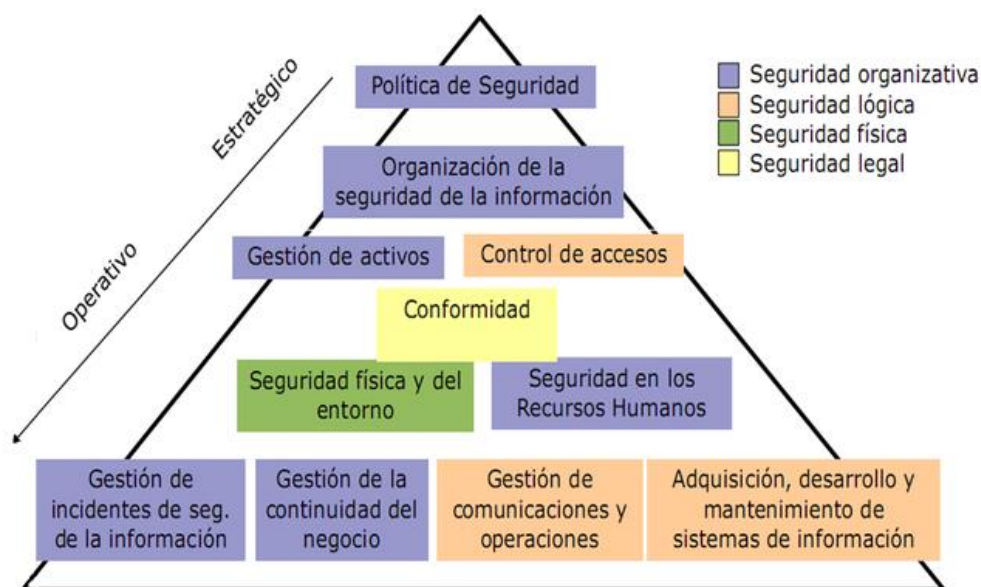 Política de Seguridad
Seguridad organizativa
Seguridad lógica
Seguridad física
Seguridad legal
Estratégico
Operativo
Organización de la
seguridad de la información
Gestión de activos
Control de accesos
Conformidad
Seguridad física y del
entorno
Seguridad en los
Recursos Humanos
Gestión de
incidentes de seg.
de la información
Gestión de la
continuidad del
negocio
Gestión de
comunicaciones y
operaciones
Adquisición, desarrollo y
mantenimiento de
sistemas de información